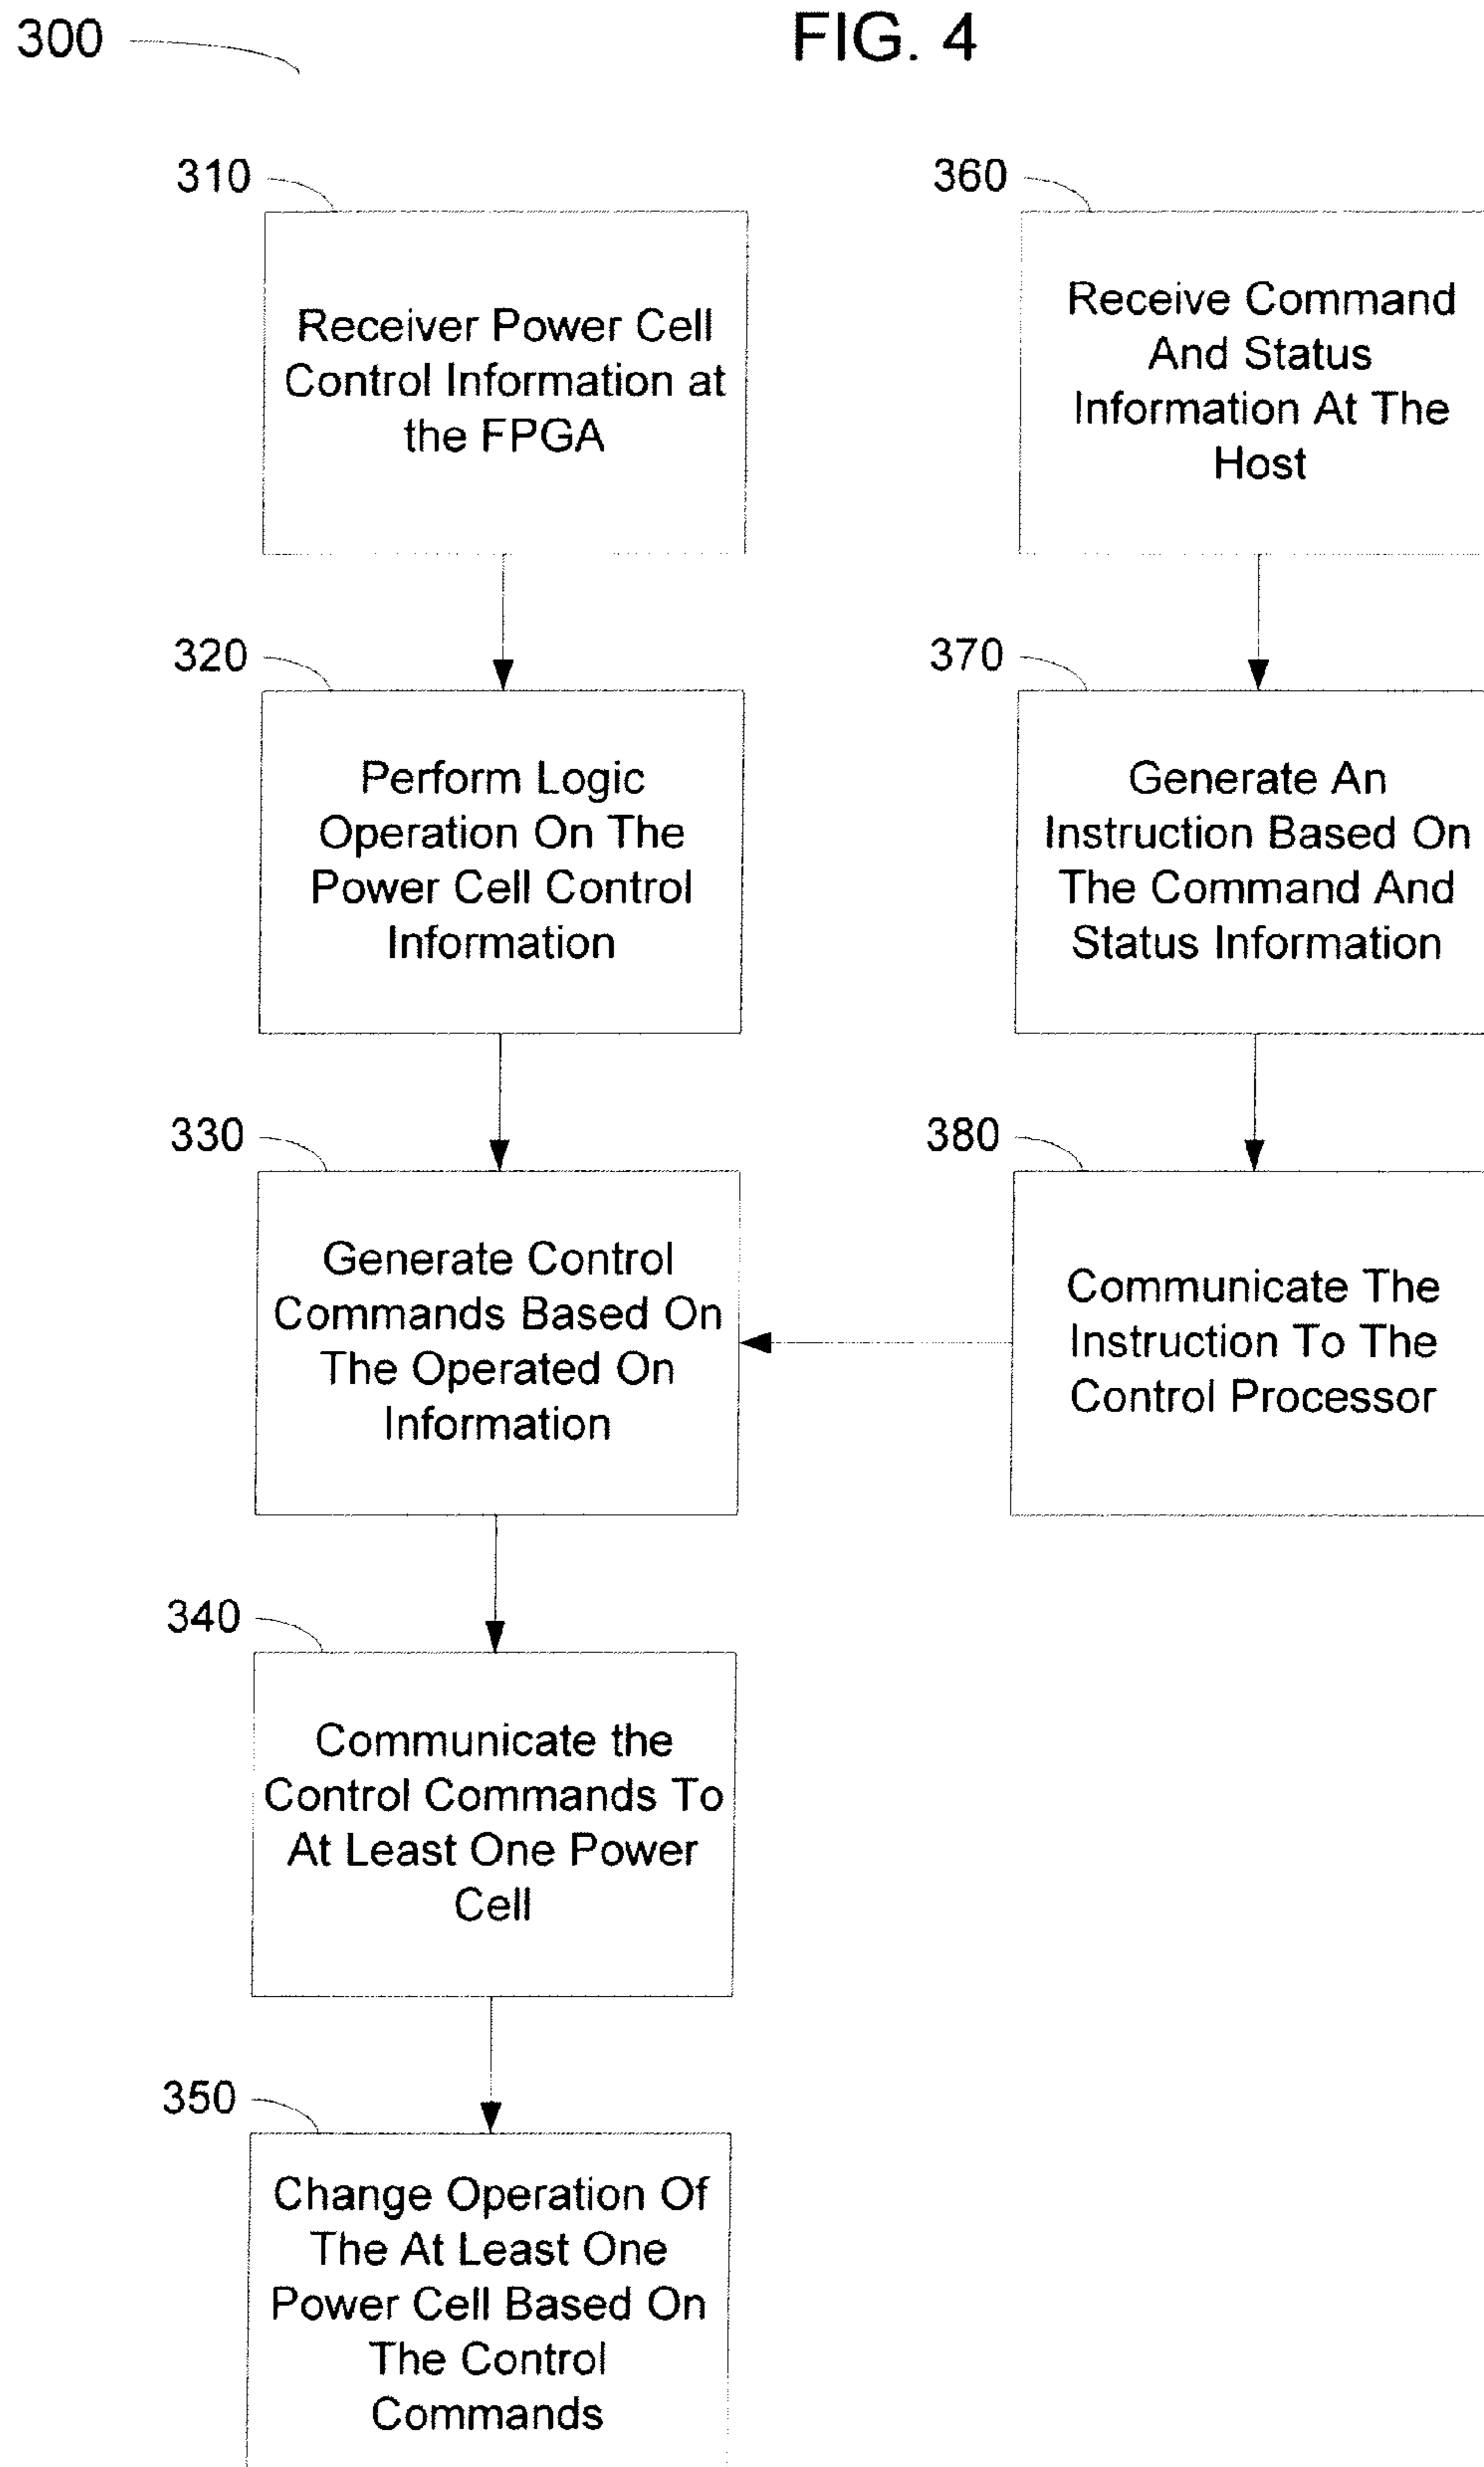 300
FIG. 4
310
Receiver Power Cell
Control Information at
the FPGA
320
Perform Logic
Operation On The
Power Cell Control
Information
330
Generate Control
Commands Based On
The Operated On
Information
340
Communicate the
Control Commands To
At Least One Power
Cell
350
Change Operation Of
The At Least One
Power Cell Based On
The Control
Commands
360
Receive Command
And Status
Information At The
Host
370
Generate An
Instruction Based On
The Command And
Status Information
380
Communicate The
Instruction To The
Control Processor